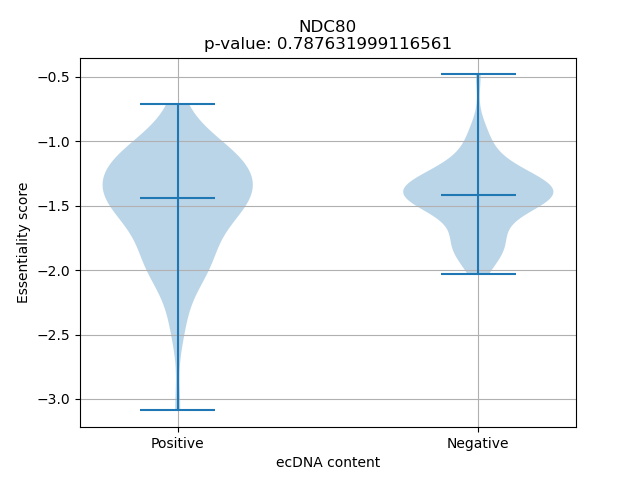 NDC80
p-value: 0.787631999116561
−0.5
−1.0
−1.5
−2.0
−2.5
−3.0
Essentiality score
Positive
Negative
ecDNA content